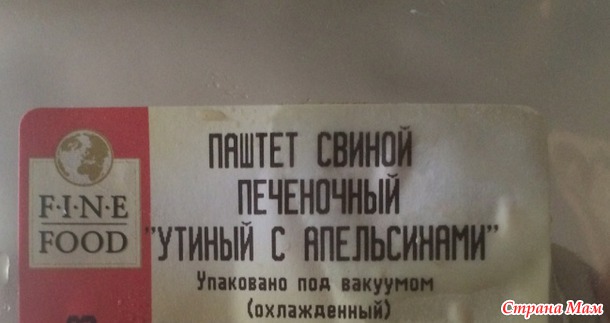 ПАШТЕТ СВИНОЙ
ПЕЧЕНОЧНЫЙ
"УТИНЫЙ С АПЕЛЬСИНАМИ"
Упаковано под вакуумом
(охлажденный)
F·I·N·E
FOOD
Страна Мам